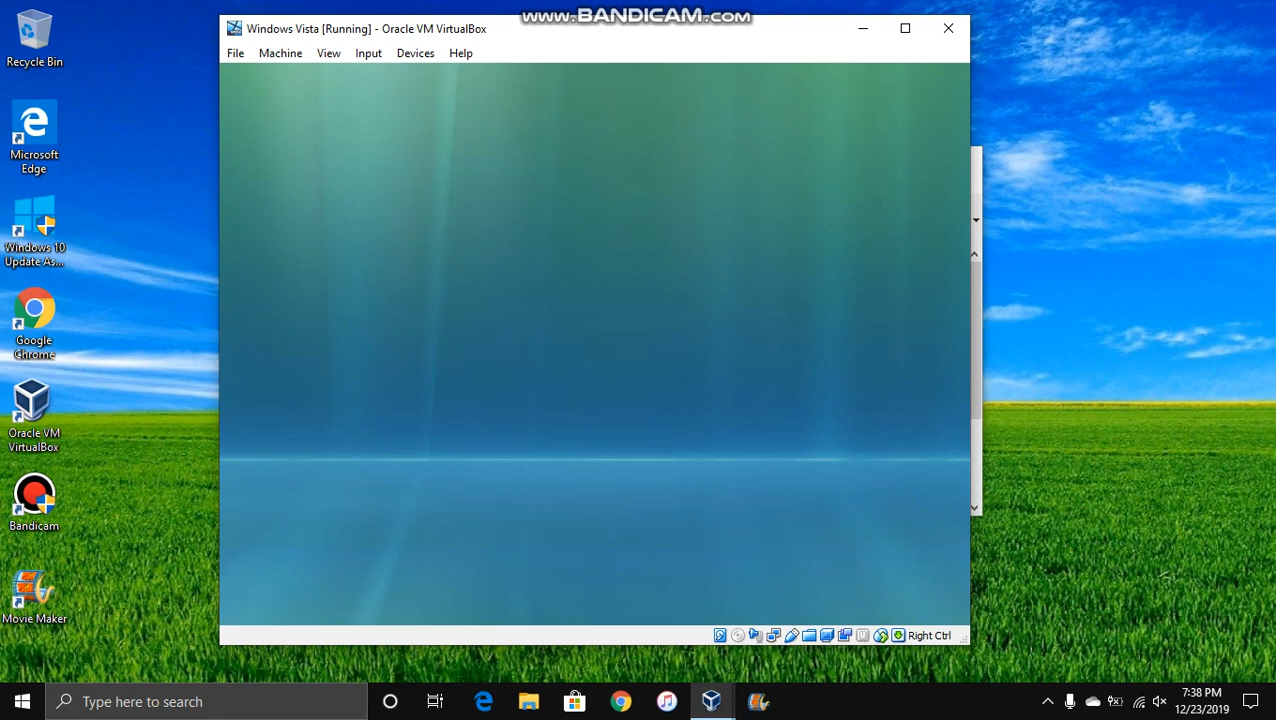 www.BANDICAM.com
Windows Vista [Running] - Oracle VM VirtualBox
File Machine View Input Devices Help
Recycle Bin
Microsoft
Edge
Windows 10
Update As...
Google
Chrome
Oracle VM
VirtualBox
Bandicam
Movie Maker
Right Ctrl
Type here to search
7:38 PM
12/23/2019